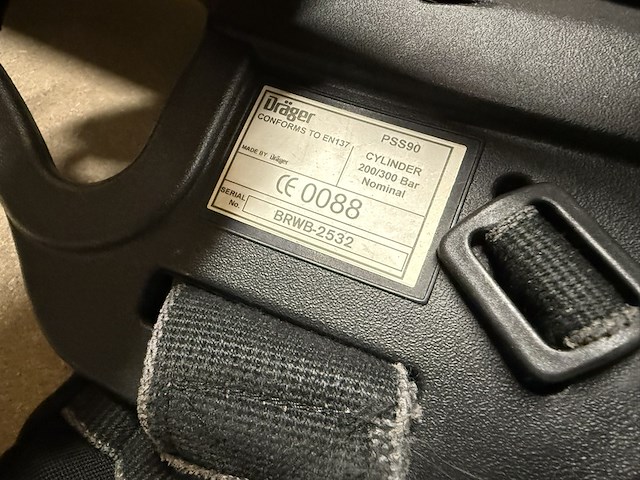 Dräger
CONFORMS TO EN137
MADE BY Dräger
PSS90
CYLINDER
200/300 Bar
Nominal
CE 0088
SERIAL
No.
BRWB-2532